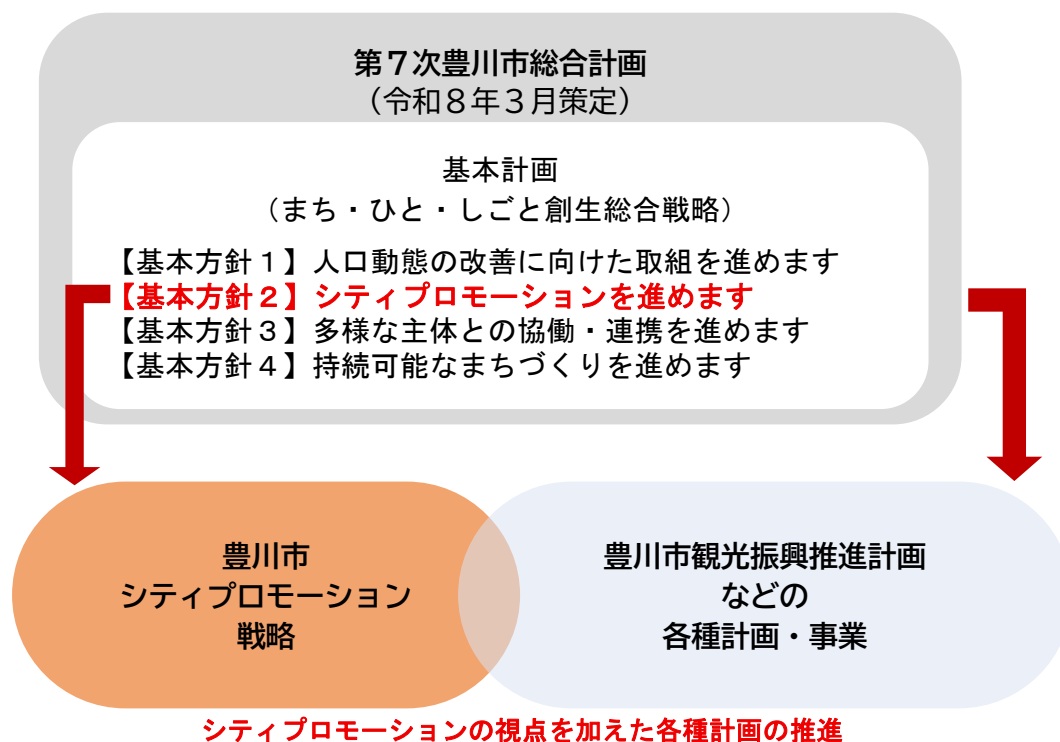 第７次豊川市総合計画
（令和８年３月策定）
基本計画
（まち・ひと・しごと創生総合戦略）
【基本方針１】人口動態の改善に向けた取組を進めます
【基本方針２】シティプロモーションを進めます
【基本方針３】多様な主体との協働・連携を進めます
【基本方針４】持続可能なまちづくりを進めます
豊川市
シティプロモーション
戦略
豊川市観光振興推進計画
などの
各種計画・事業
シティプロモーションの視点を加えた各種計画の推進